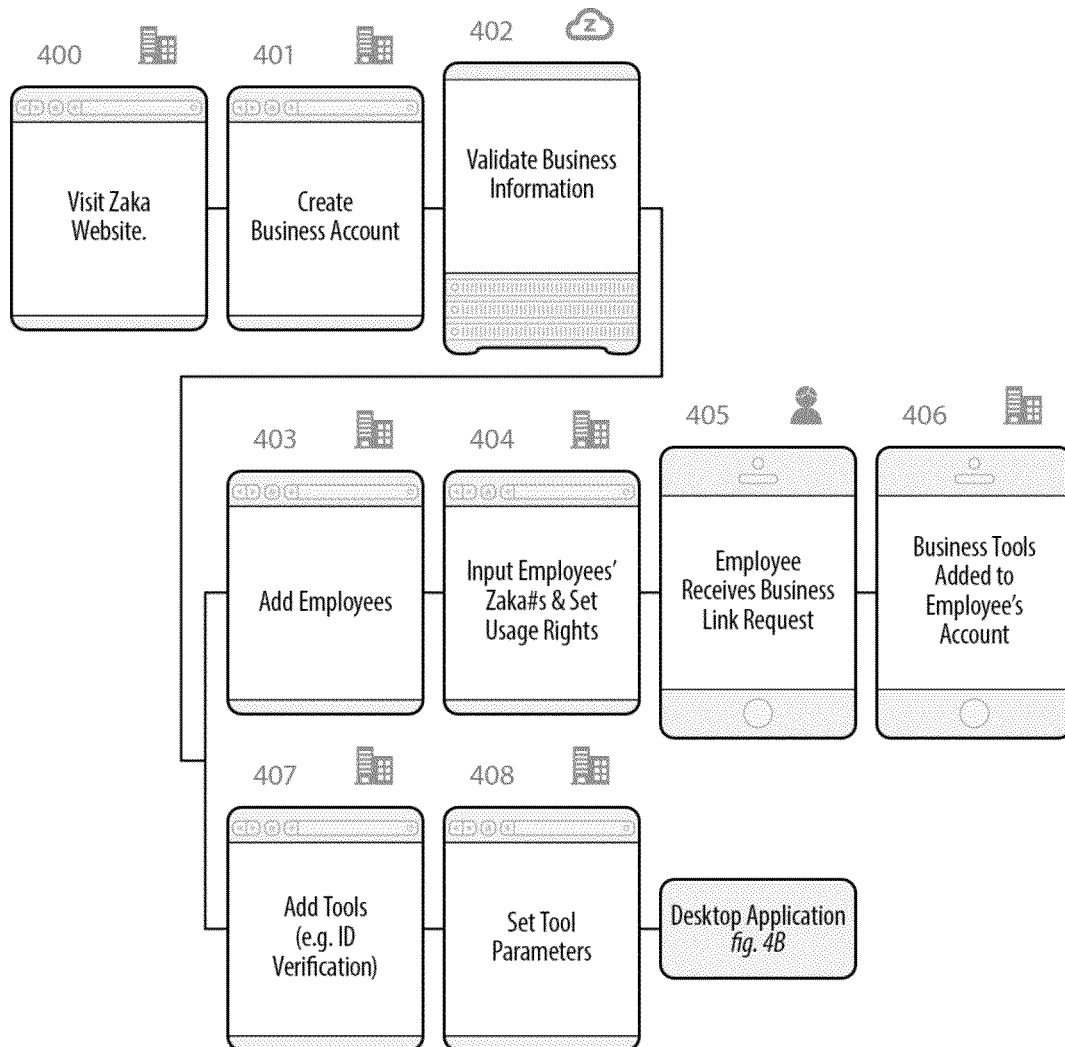 400
401
402
Z
Visit Zaka
Website.
Create
Business Account
Validate Business
Information
403
404
405
406
Add Employees
Input Employees'
Zaka#s & Set
Usage Rights
Employee
Receives Business
Link Request
Business Tools
Added to
Employee's
Account
407
408
Add Tools
(e.g. ID
Verification)
Set Tool
Parameters
Desktop Application
fig. 4B